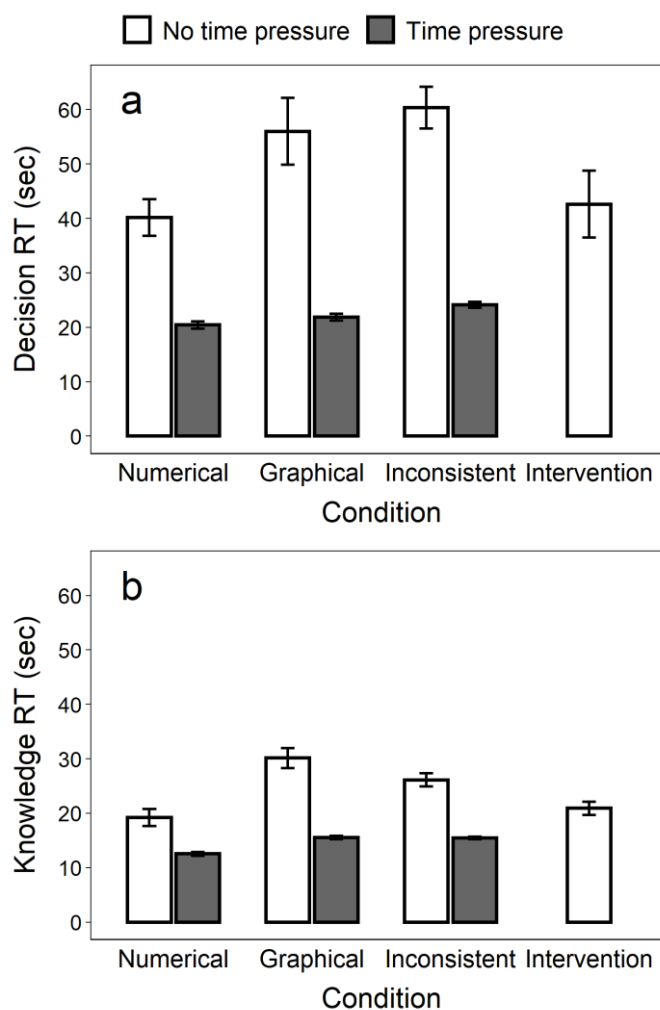 No time pressure Time pressure
a
Decision RT (sec)
60
50
40
30
20
10
0
Numerical Graphical Inconsistent Intervention
Condition
b
Knowledge RT (sec)
60
50
40
30
20
10
0
Numerical Graphical Inconsistent Intervention
Condition